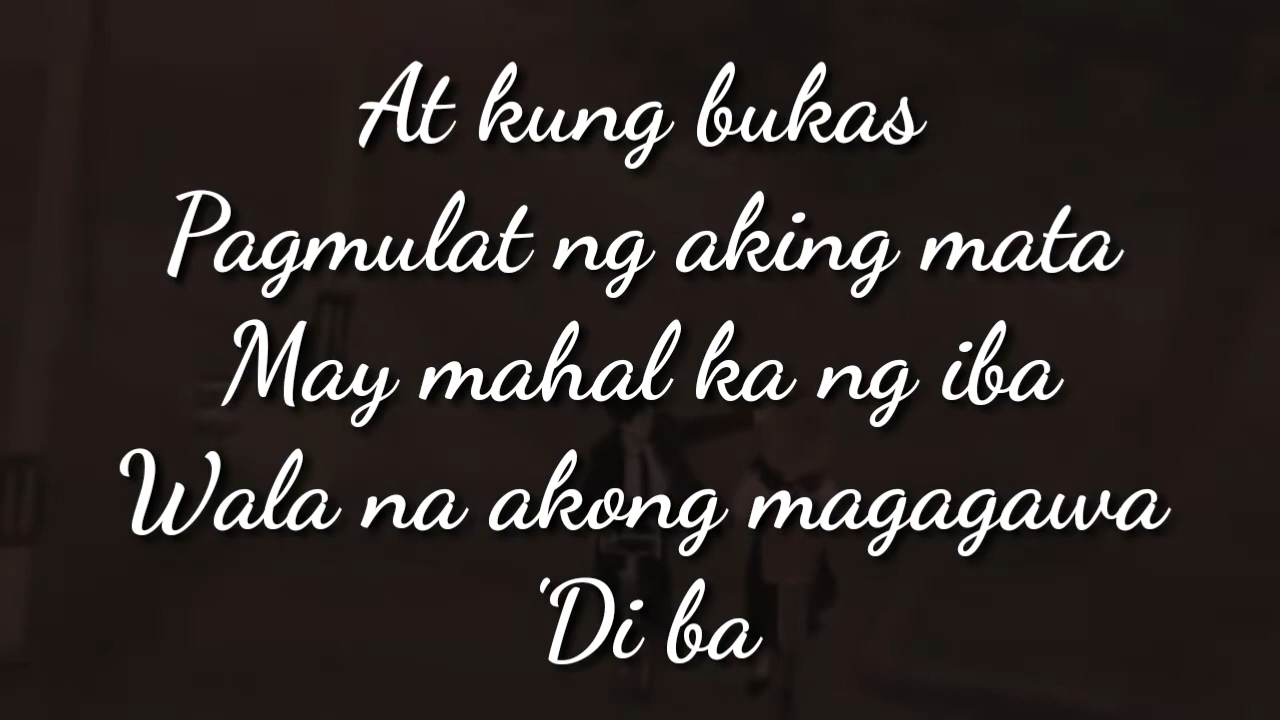 At kung bukas
Pagmulat ng aking mata
May mahal ka ng iba
Wala na akong magagawa
'Di ba